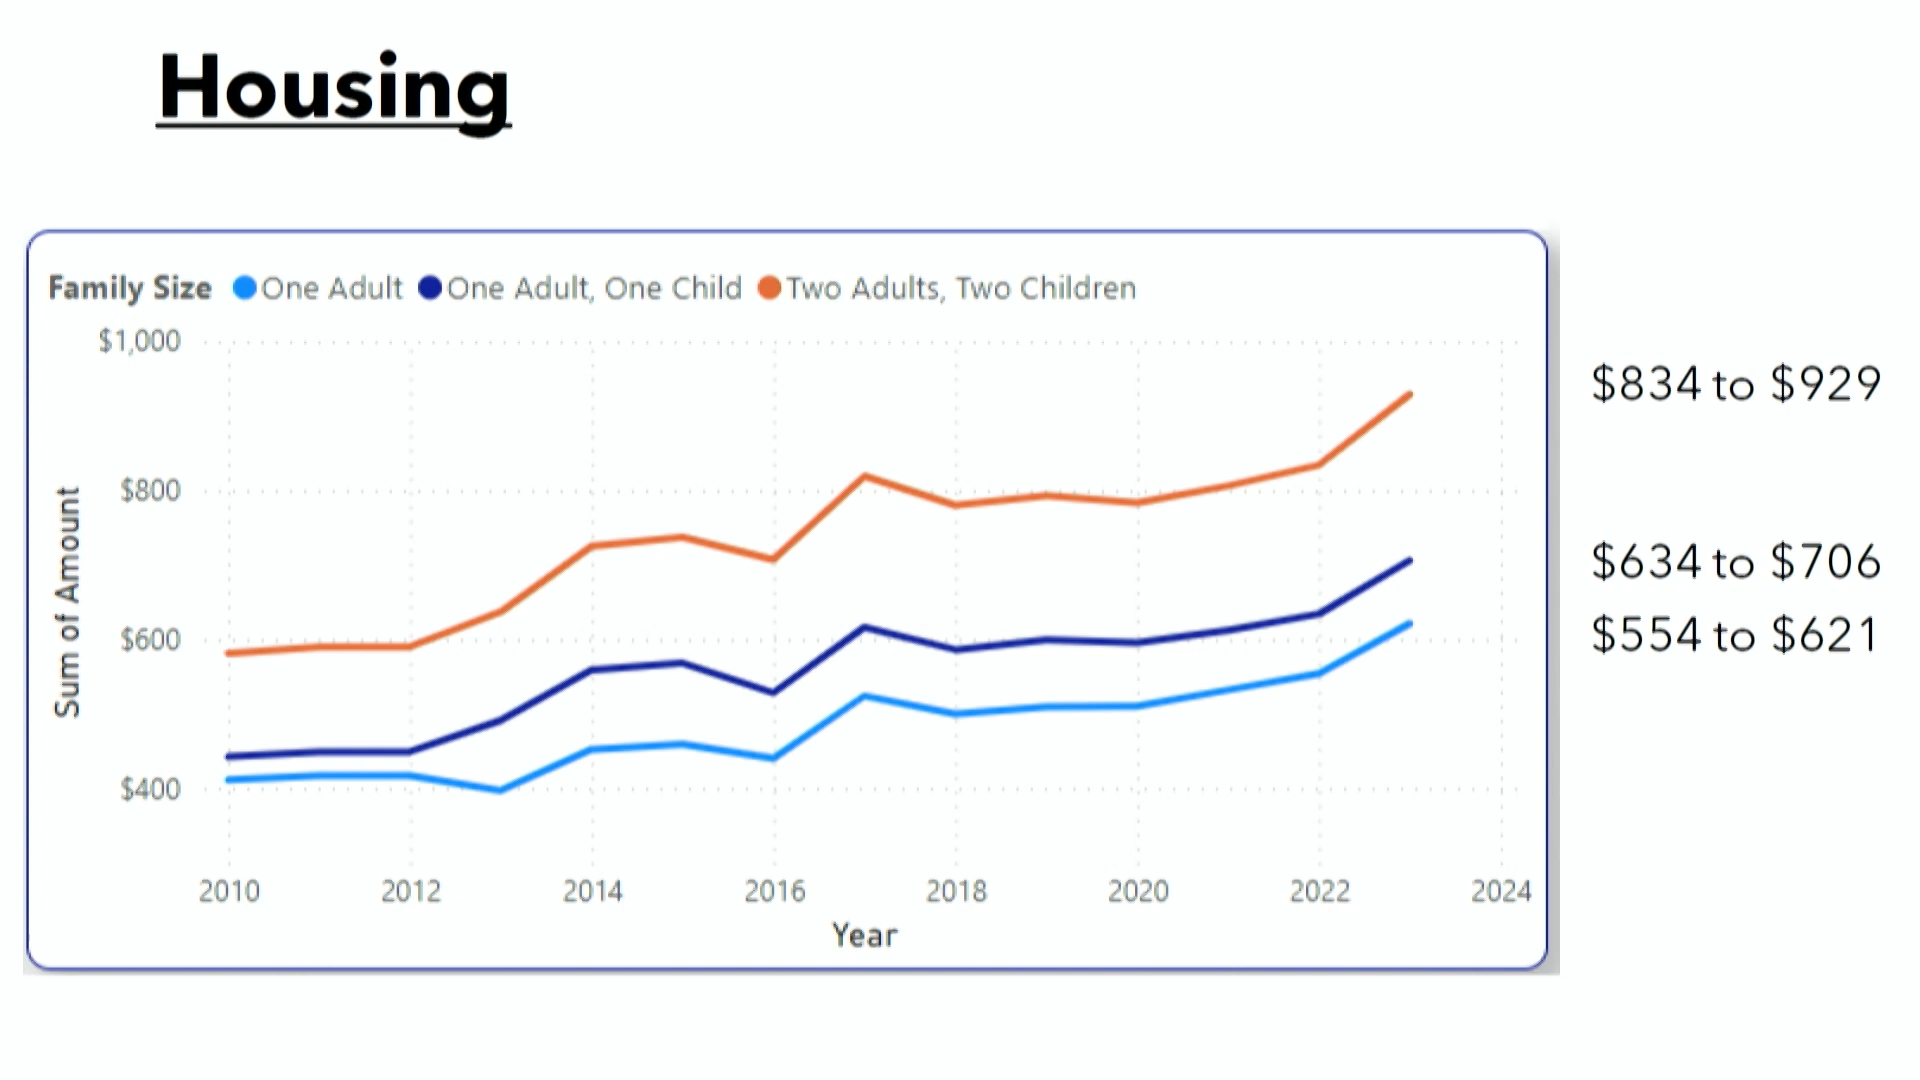 Housing
Family Size One Adult One Adult, One Child Two Adults, Two Children
$1,000
$800
$600
$400
Sum of Amount
2010 2012 2014 2016 2018 2020 2022 2024
Year
$834 to $929
$634 to $706
$554 to $621